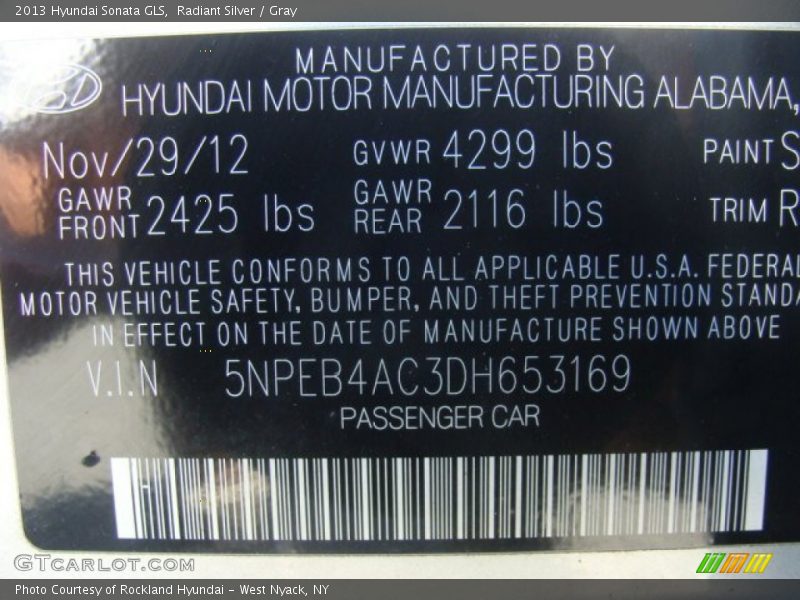 2013 Hyundai Sonata GLS,  Radiant Silver / Gray
MANUFACTURED BY
HYUNDAI MOTOR MANUFACTURING ALABAMA,
Nov/29/12 GVWR 4299 lbs PAINT S
GAWR FRONT 2425 lbs GAWR REAR 2116 lbs TRIM R
THIS VEHICLE CONFORMS TO ALL APPLICABLE U.S.A. FEDERAL
MOTOR VEHICLE SAFETY, BUMPER, AND THEFT PREVENTION STANDA
IN EFFECT ON THE DATE OF MANUFACTURE SHOWN ABOVE
V.I.N 5NPEB4AC3DH653169
PASSENGER CAR
GTCARLOT.COM
Photo Courtesy of Rockland Hyundai - West Nyack, NY